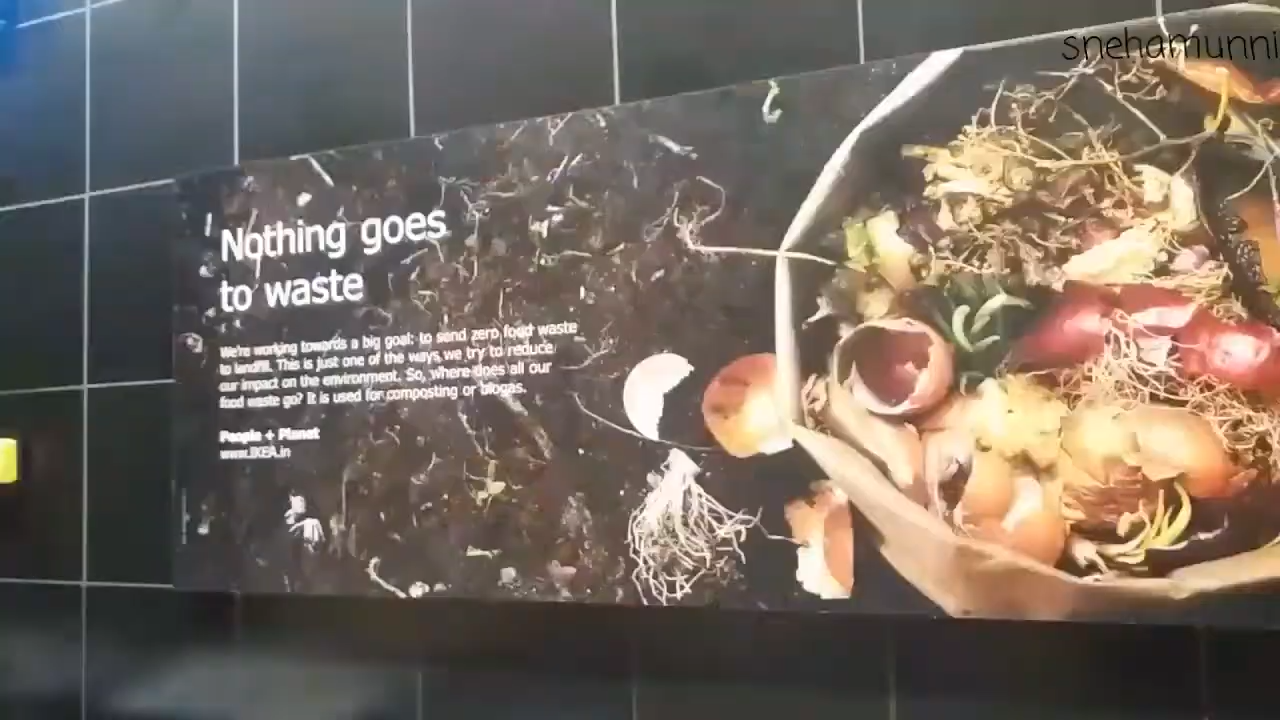 snehamunni
Nothing goes
to waste
We're working towards a big goal: to send zero food waste
to landfill. This is just one of the ways we try to reduce
our impact on the environment. So, where does all our
food waste go? It is used for composting or biogas.
People + Planet
www.IKEA.in